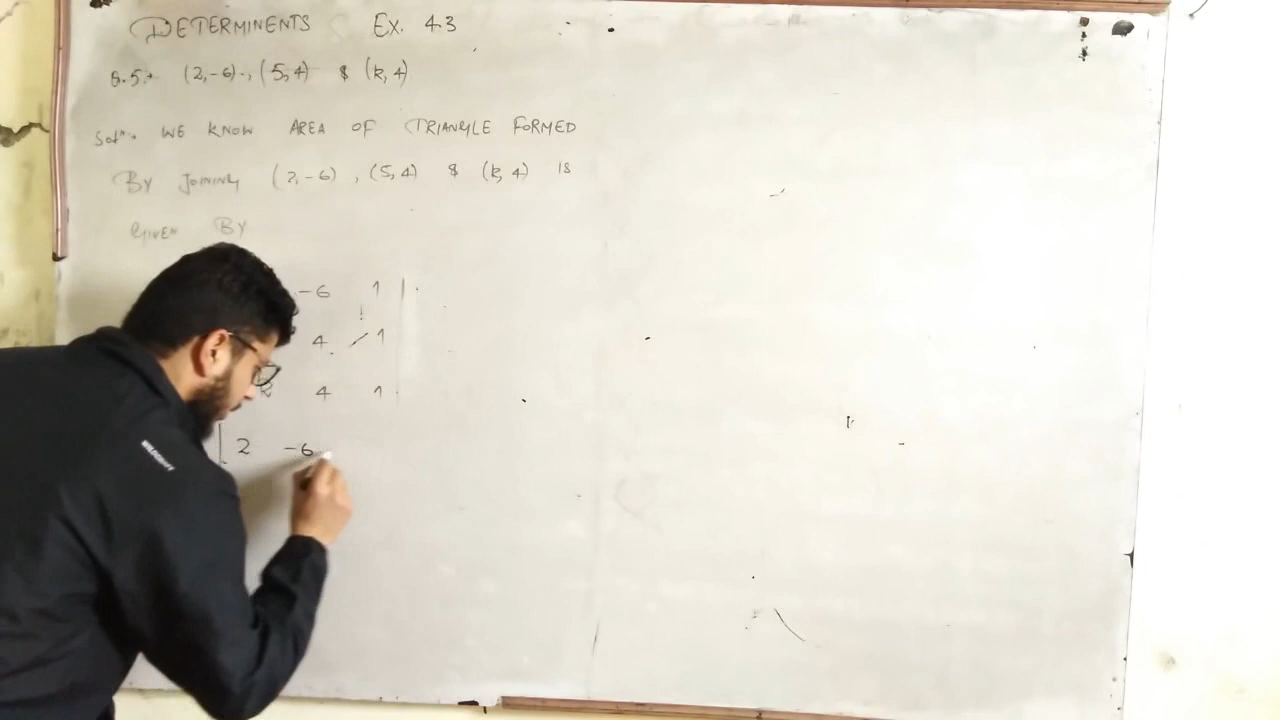 DETERMINENTS Ex. 4.3
Q.5:- (2,-6), (5,4) & (k,4)
Solⁿ:- WE KNOW AREA OF TRIANGLE FORMED
BY JOINING (2,-6), (5,4) & (k,4) IS
GIVEN BY
-6 1
4 1
k 4 1
2 -6